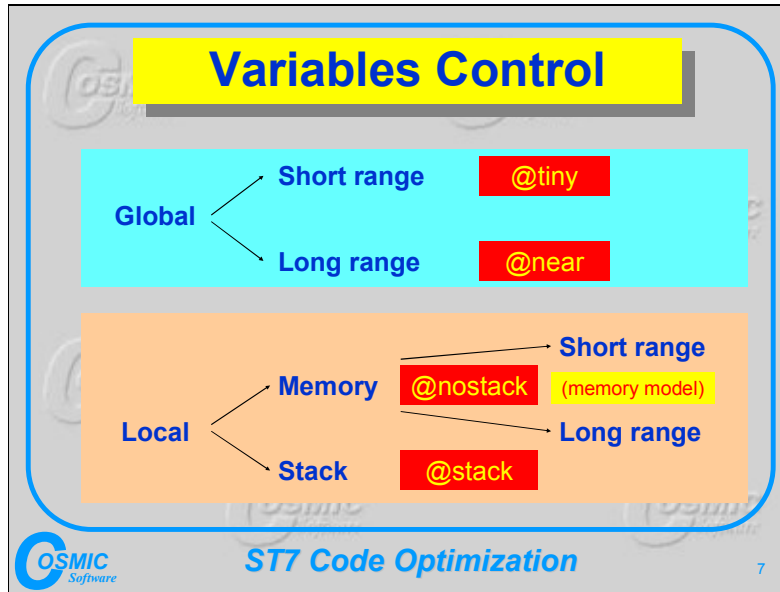 Variables Control
Short range @tiny
Global
Long range @near
Short range
Memory @nostack (memory model)
Local
Long range
Stack @stack
COSMIC
Software
ST7 Code Optimization
7